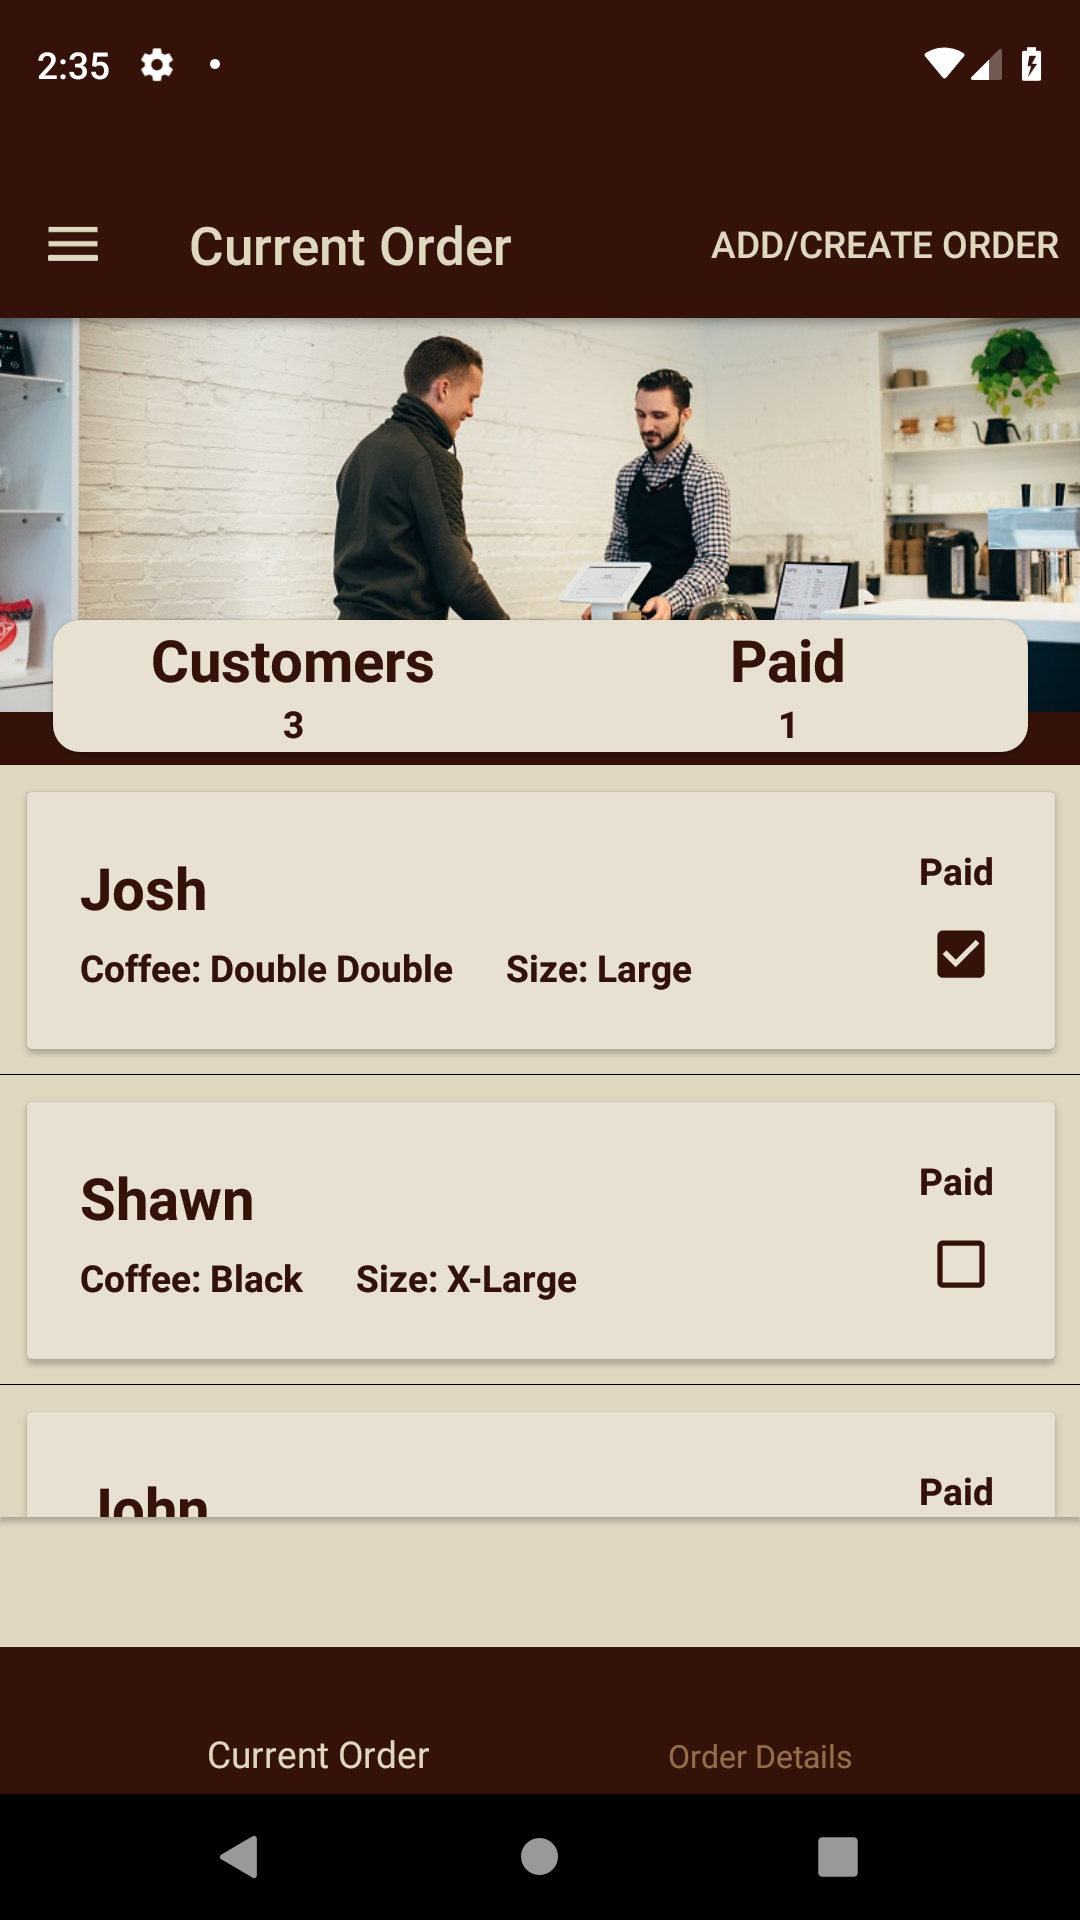 2:35
Current Order
ADD/CREATE ORDER
Customers
Paid
3
1
Josh
Paid
Coffee: Double Double
Size: Large
Shawn
Paid
Coffee: Black
Size: X-Large
John
Paid
Current Order
Order Details